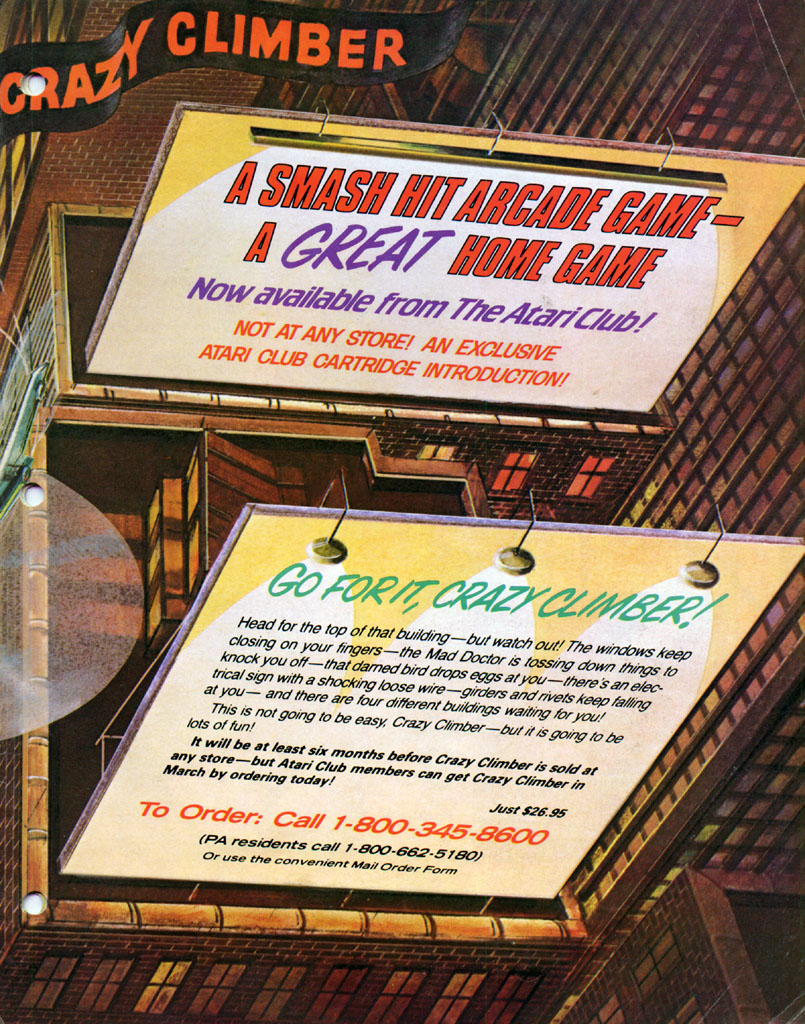 CRAZY CLIMBER
A SMASH HIT ARCADE GAME—
A GREAT HOME GAME
Now available from The Atari Club!
NOT AT ANY STORE! AN EXCLUSIVE
ATARI CLUB CARTRIDGE INTRODUCTION!
GO FOR IT, CRAZY CLIMBER!
Head for the top of that building—but watch out! The windows keep
closing on your fingers—the Mad Doctor is tossing down things to
knock you off—that darned bird drops eggs at you—there's an elec-
trical sign with a shocking loose wire—girders and rivets keep falling
at you— and there are four different buildings waiting for you!
This is not going to be easy, Crazy Climber—but it is going to be
lots of fun!
It will be at least six months before Crazy Climber is sold at
any store—but Atari Club members can get Crazy Climber in
March by ordering today!
Just $26.95
To Order: Call 1-800-345-8600
(PA residents call 1-800-662-5180)
Or use the convenient Mail Order Form